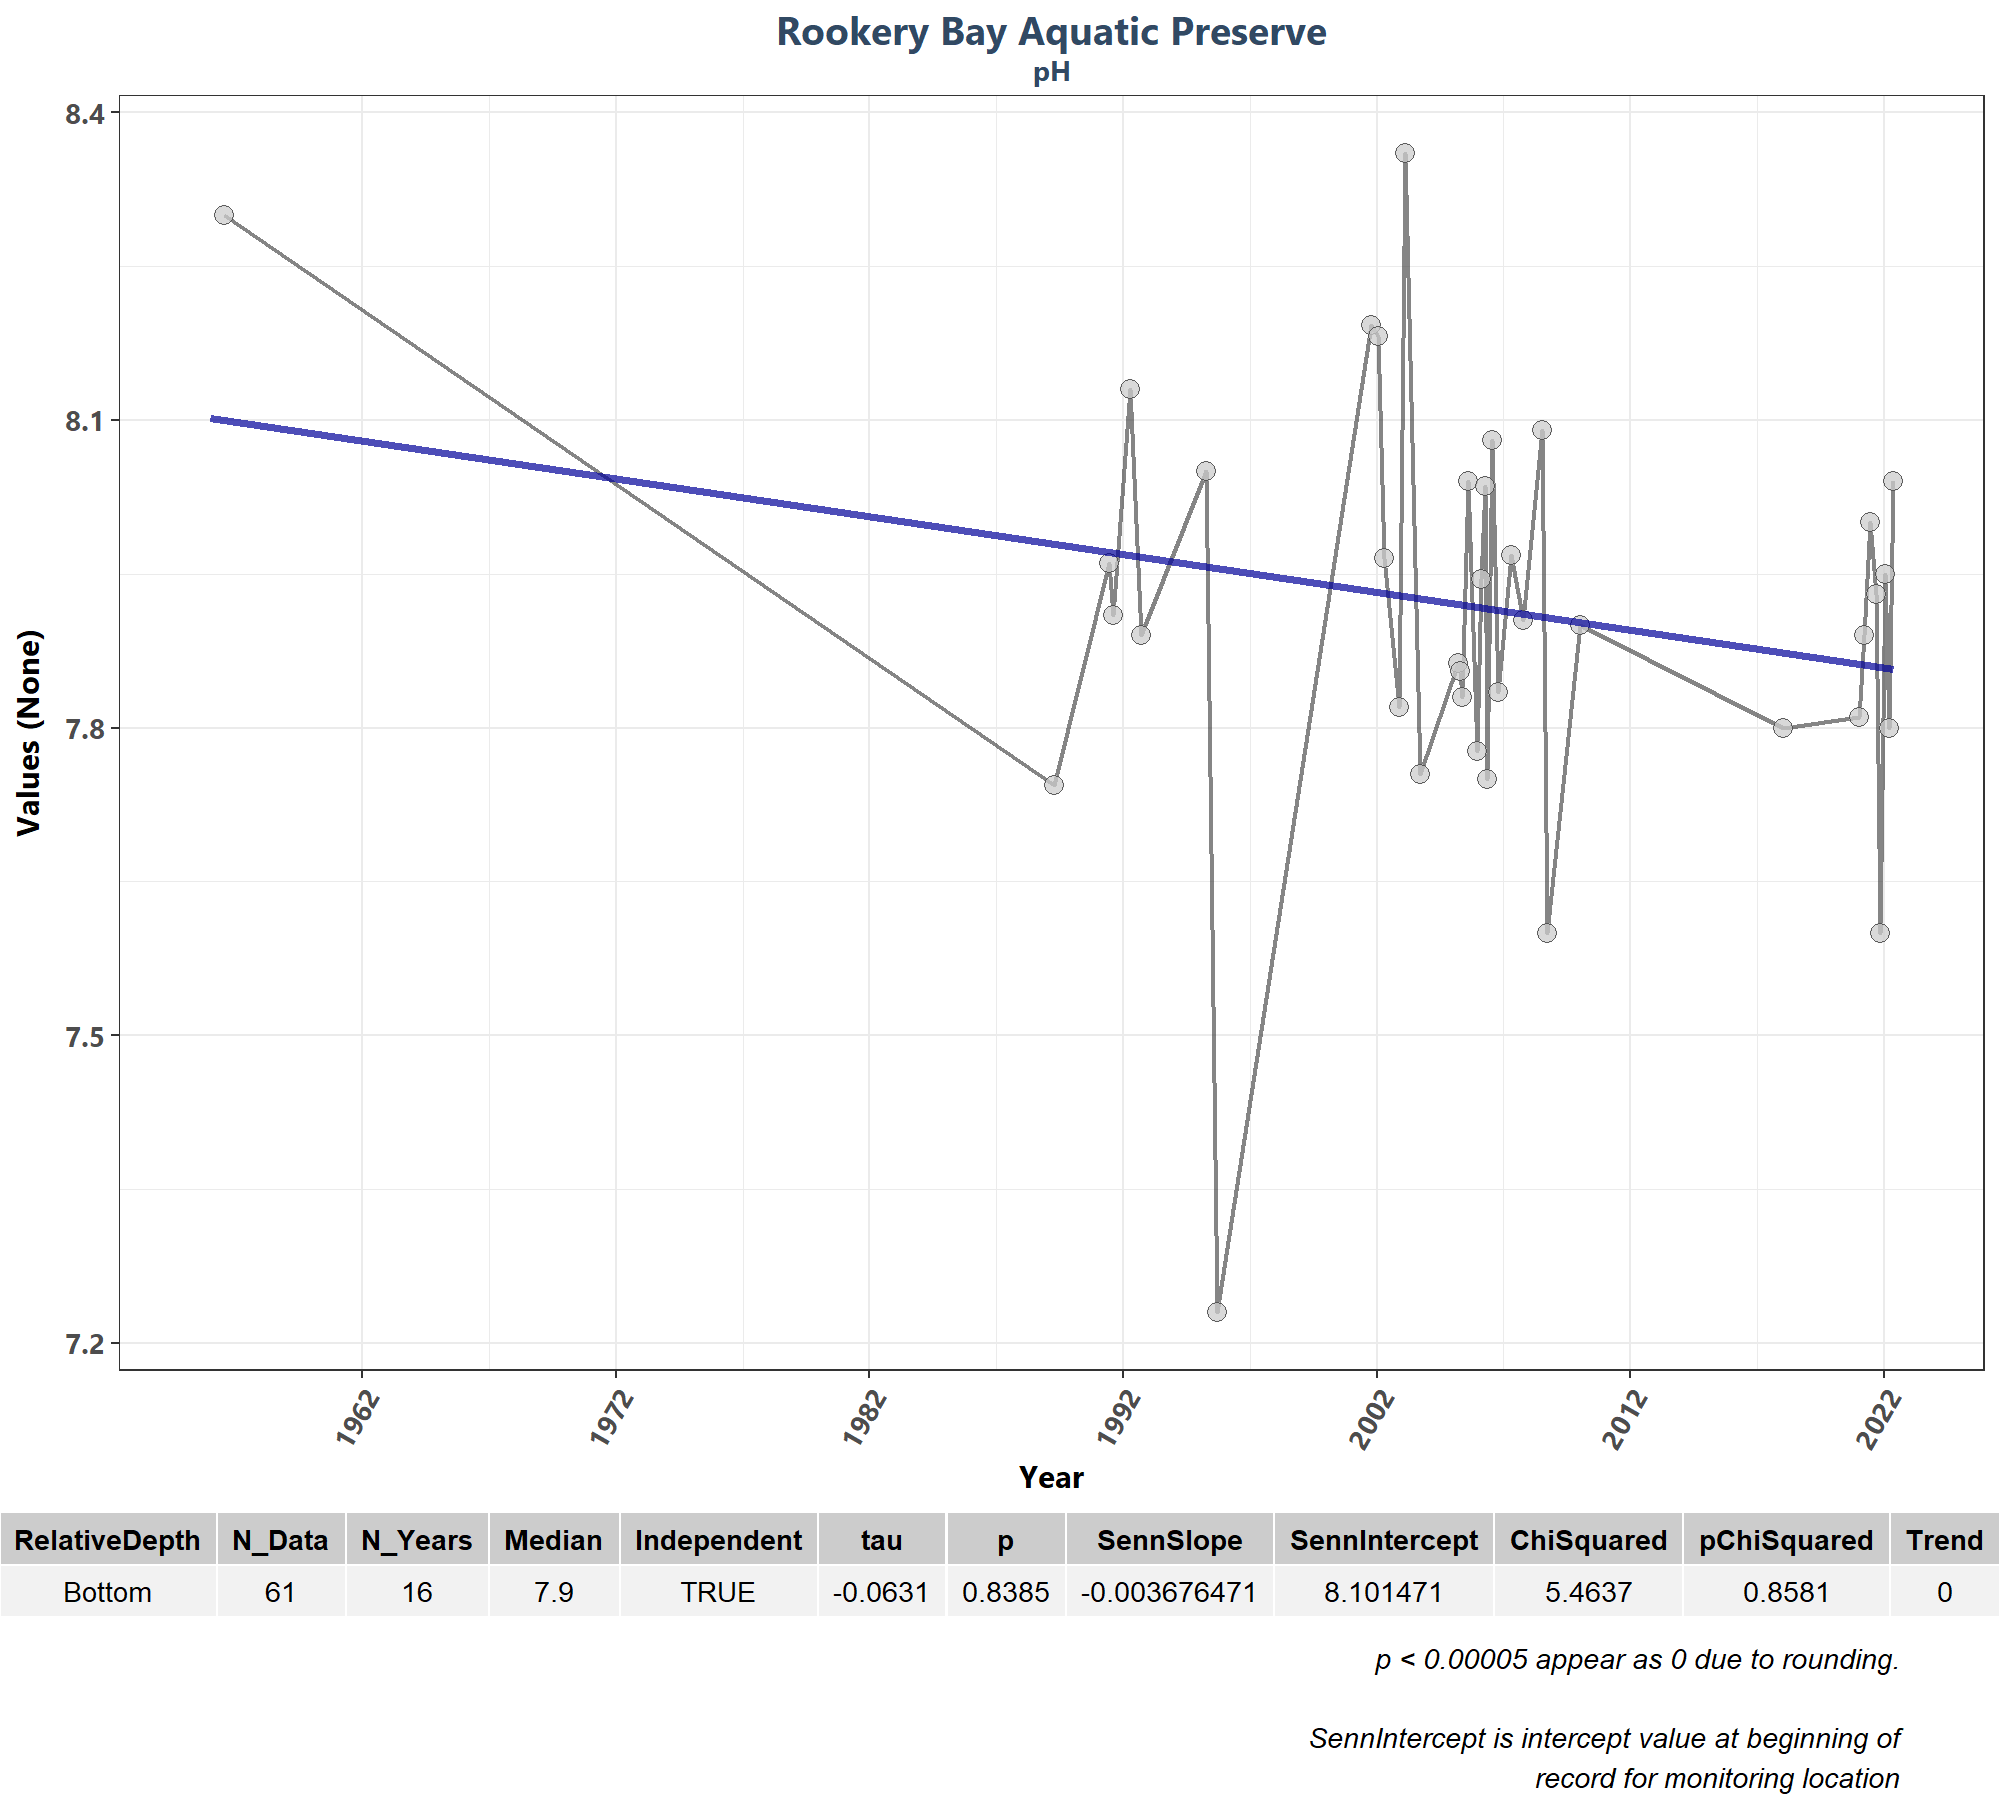 Rookery Bay Aquatic Preserve
pH
8.4
8.1
7.8
7.5
7.2
Values (None)
1962
1972
1982
1992
2002
2012
2022
Year
RelativeDepth N_Data N_Years Median Independent tau p SennSlope SennIntercept ChiSquared pChiSquared Trend
Bottom 61 16 7.9 TRUE -0.0631 0.8385 -0.003676471 8.101471 5.4637 0.8581 0
p < 0.00005 appear as 0 due to rounding.
SennIntercept is intercept value at beginning of
record for monitoring location